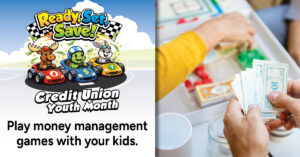 Ready, Set,
Save!
Credit Union
Youth Month
Play money management
games with your kids.